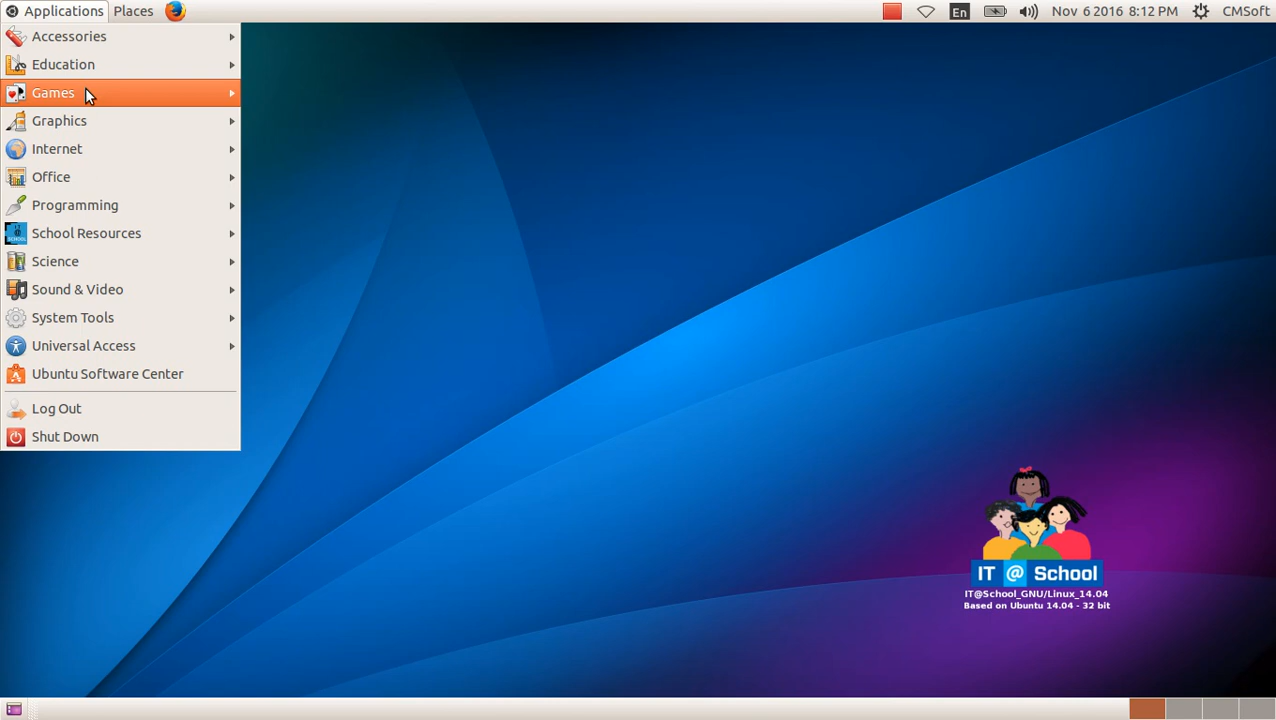 Applications Places En Nov 6 2016 8:12 PM CMSoft
Accessories
Education
Games
Graphics
Internet
Office
Programming
School Resources
Science
Sound & Video
System Tools
Universal Access
Ubuntu Software Center
Log Out
Shut Down
IT @ School
IT@School_GNU/Linux_14.04
Based on Ubuntu 14.04 - 32 bit